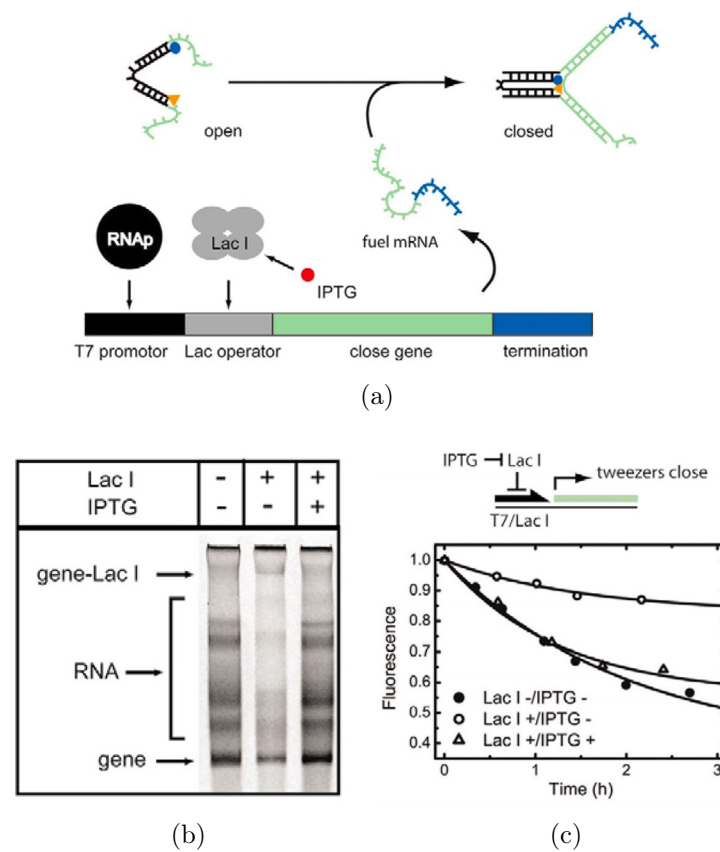 open
closed
RNAp
Lac I
IPTG
fuel mRNA
T7 promotor Lac operator close gene termination
(a)
Lac I - + +
IPTG - - +
gene-Lac I
RNA
gene
(b)
IPTG Lac I
tweezers close
T7/Lac I
Fluorescence
1.0
0.9
0.8
0.7
0.6
0.5
0.4
Lac I -/IPTG -
Lac I +/IPTG -
Lac I +/IPTG +
0 1 2 3
Time (h)
(c)